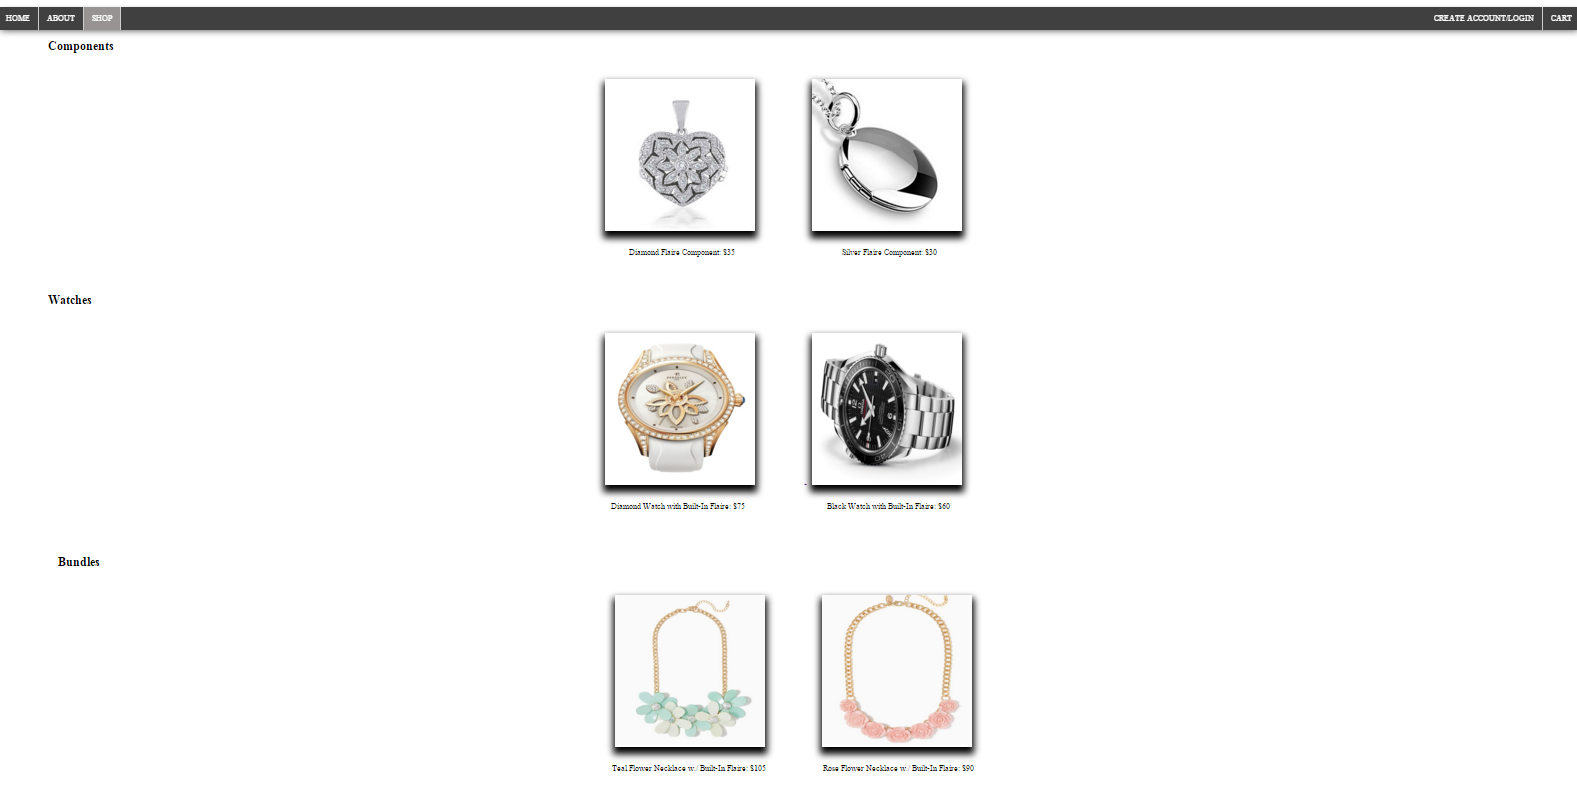 HOME ABOUT SHOP CREATE ACCOUNT/LOGIN CART
Components
Diamond Flaire Component: $35 Silver Flaire Component: $30
Watches
Diamond Watch with Built-In Flaire: $75 Black Watch with Built-In Flaire: $60
Bundles
Teal Flower Necklace w/ Built-In Flaire: $105 Rose Flower Necklace w/ Built-In Flaire: $90